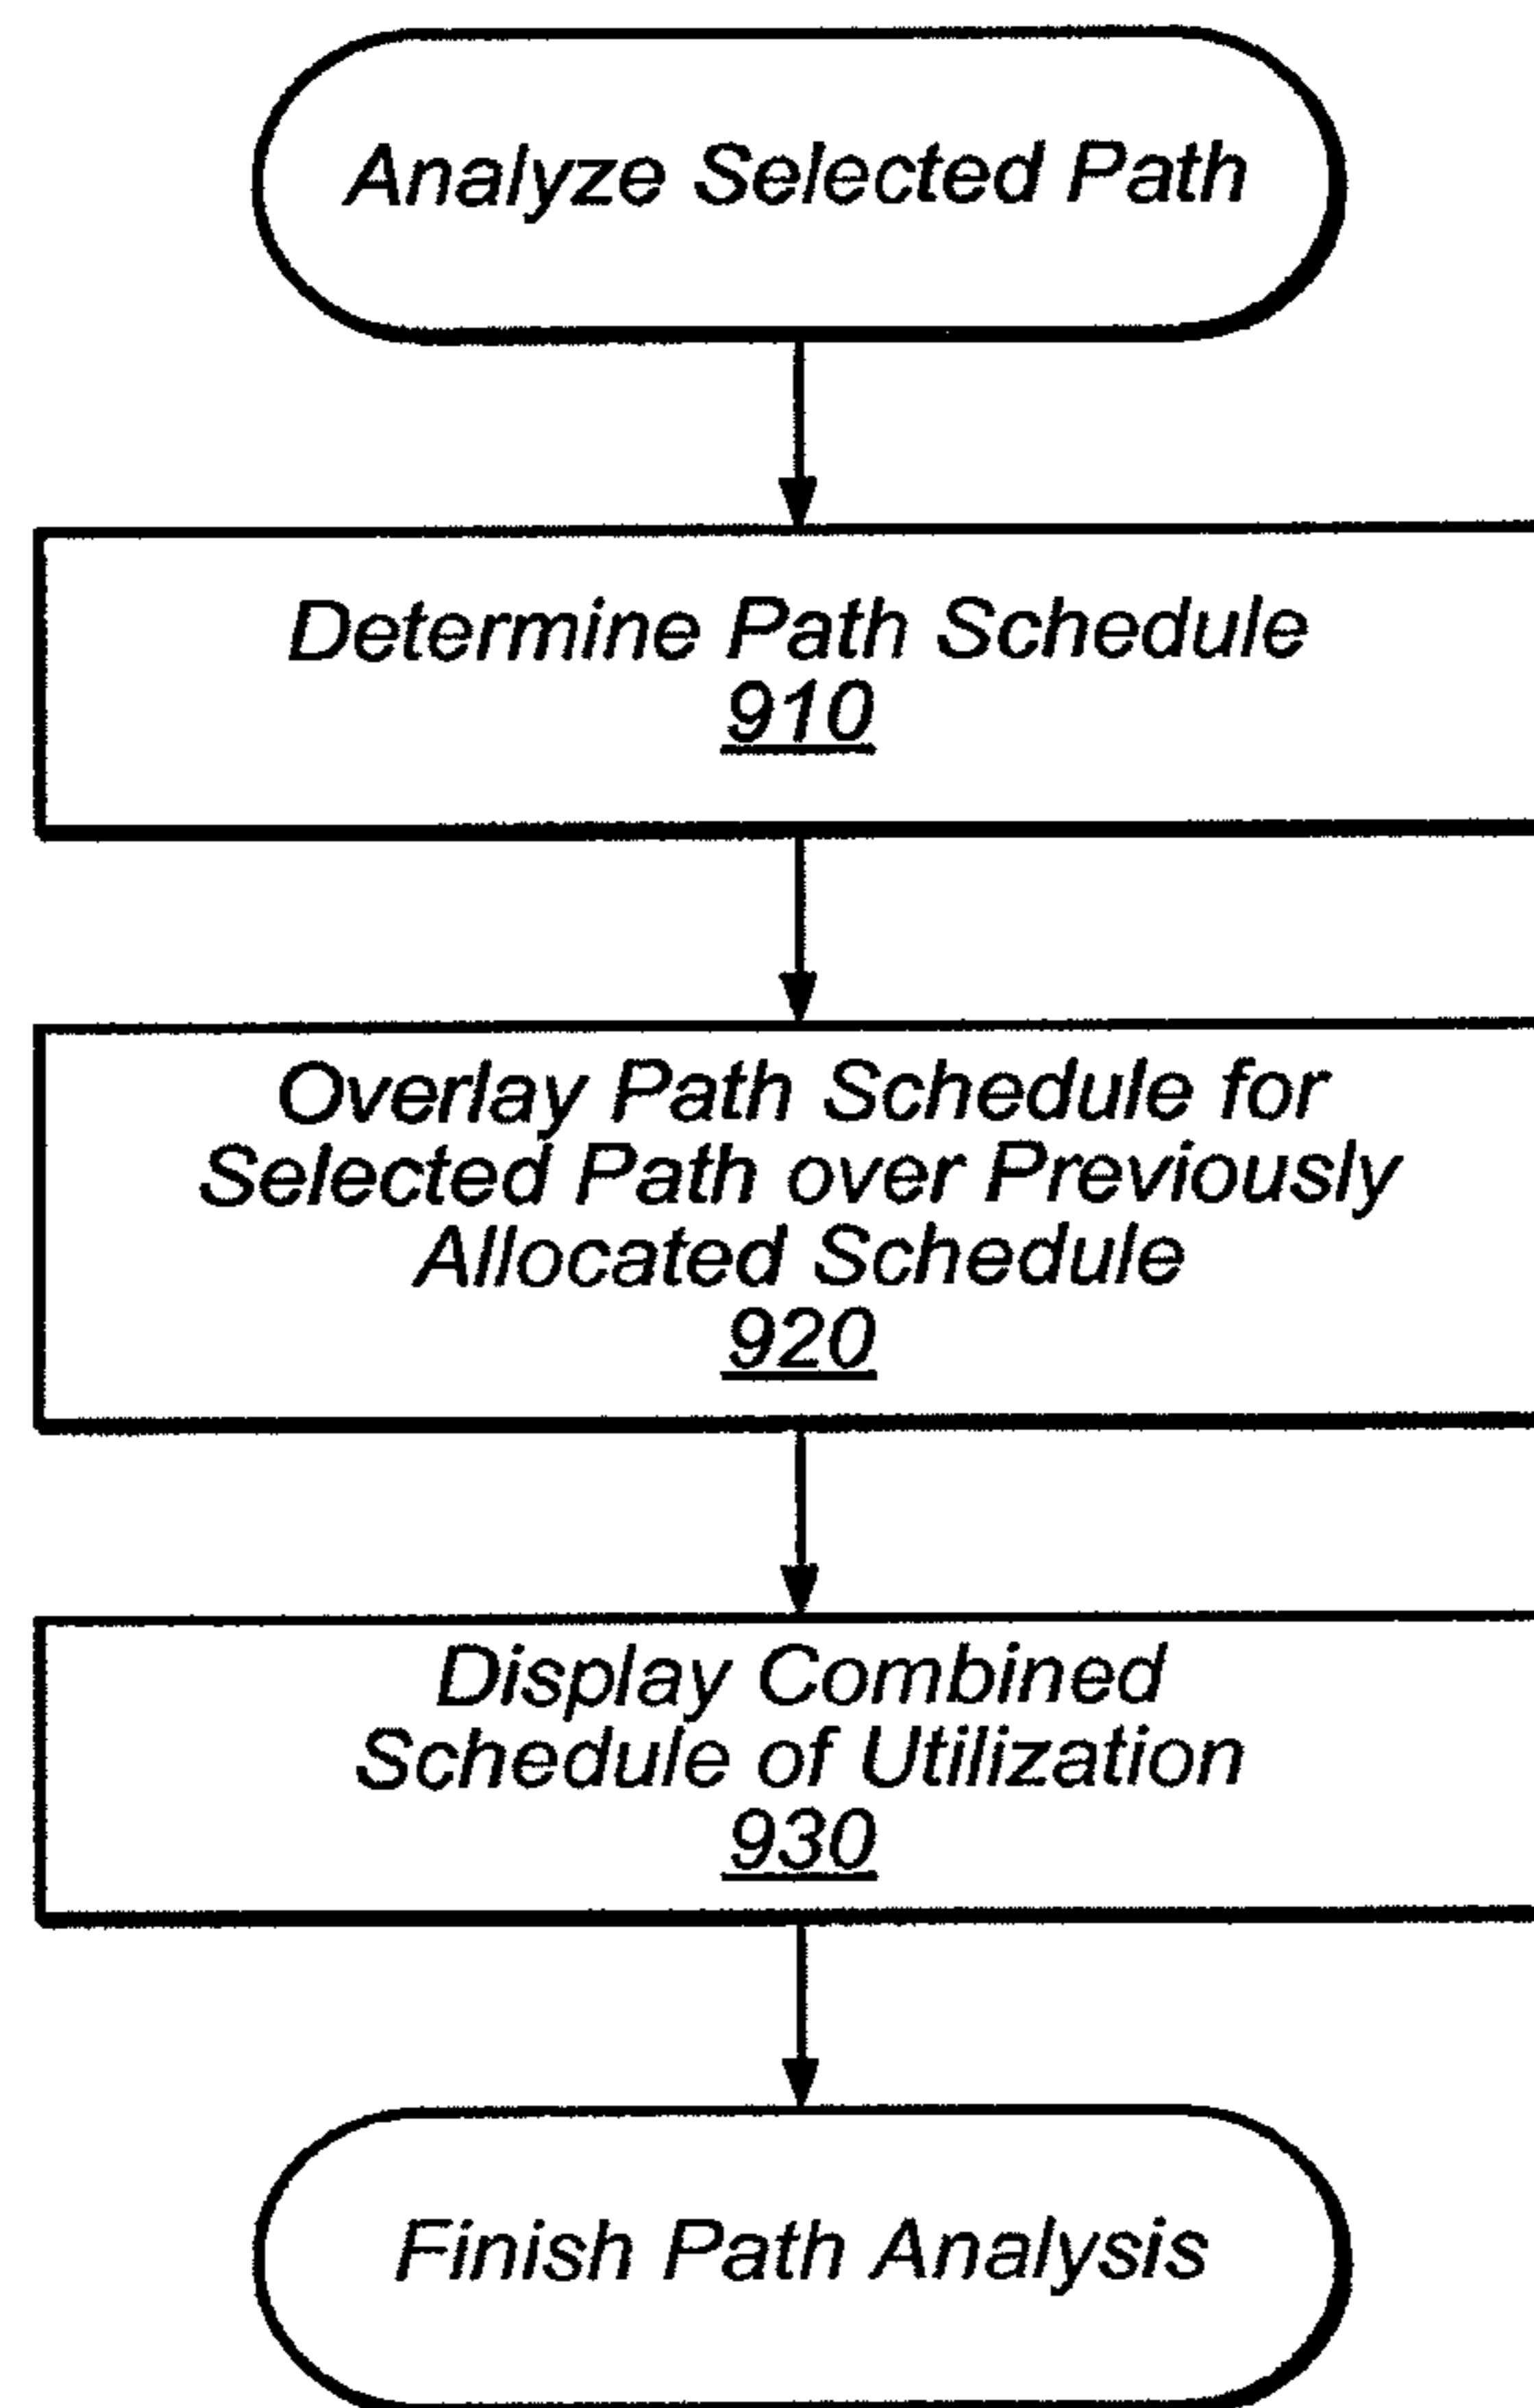 Analyze Selected Path
Determine Path Schedule
910
Overlay Path Schedule for
Selected Path over Previously
Allocated Schedule
920
Display Combined
Schedule of Utilization
930
Finish Path Analysis